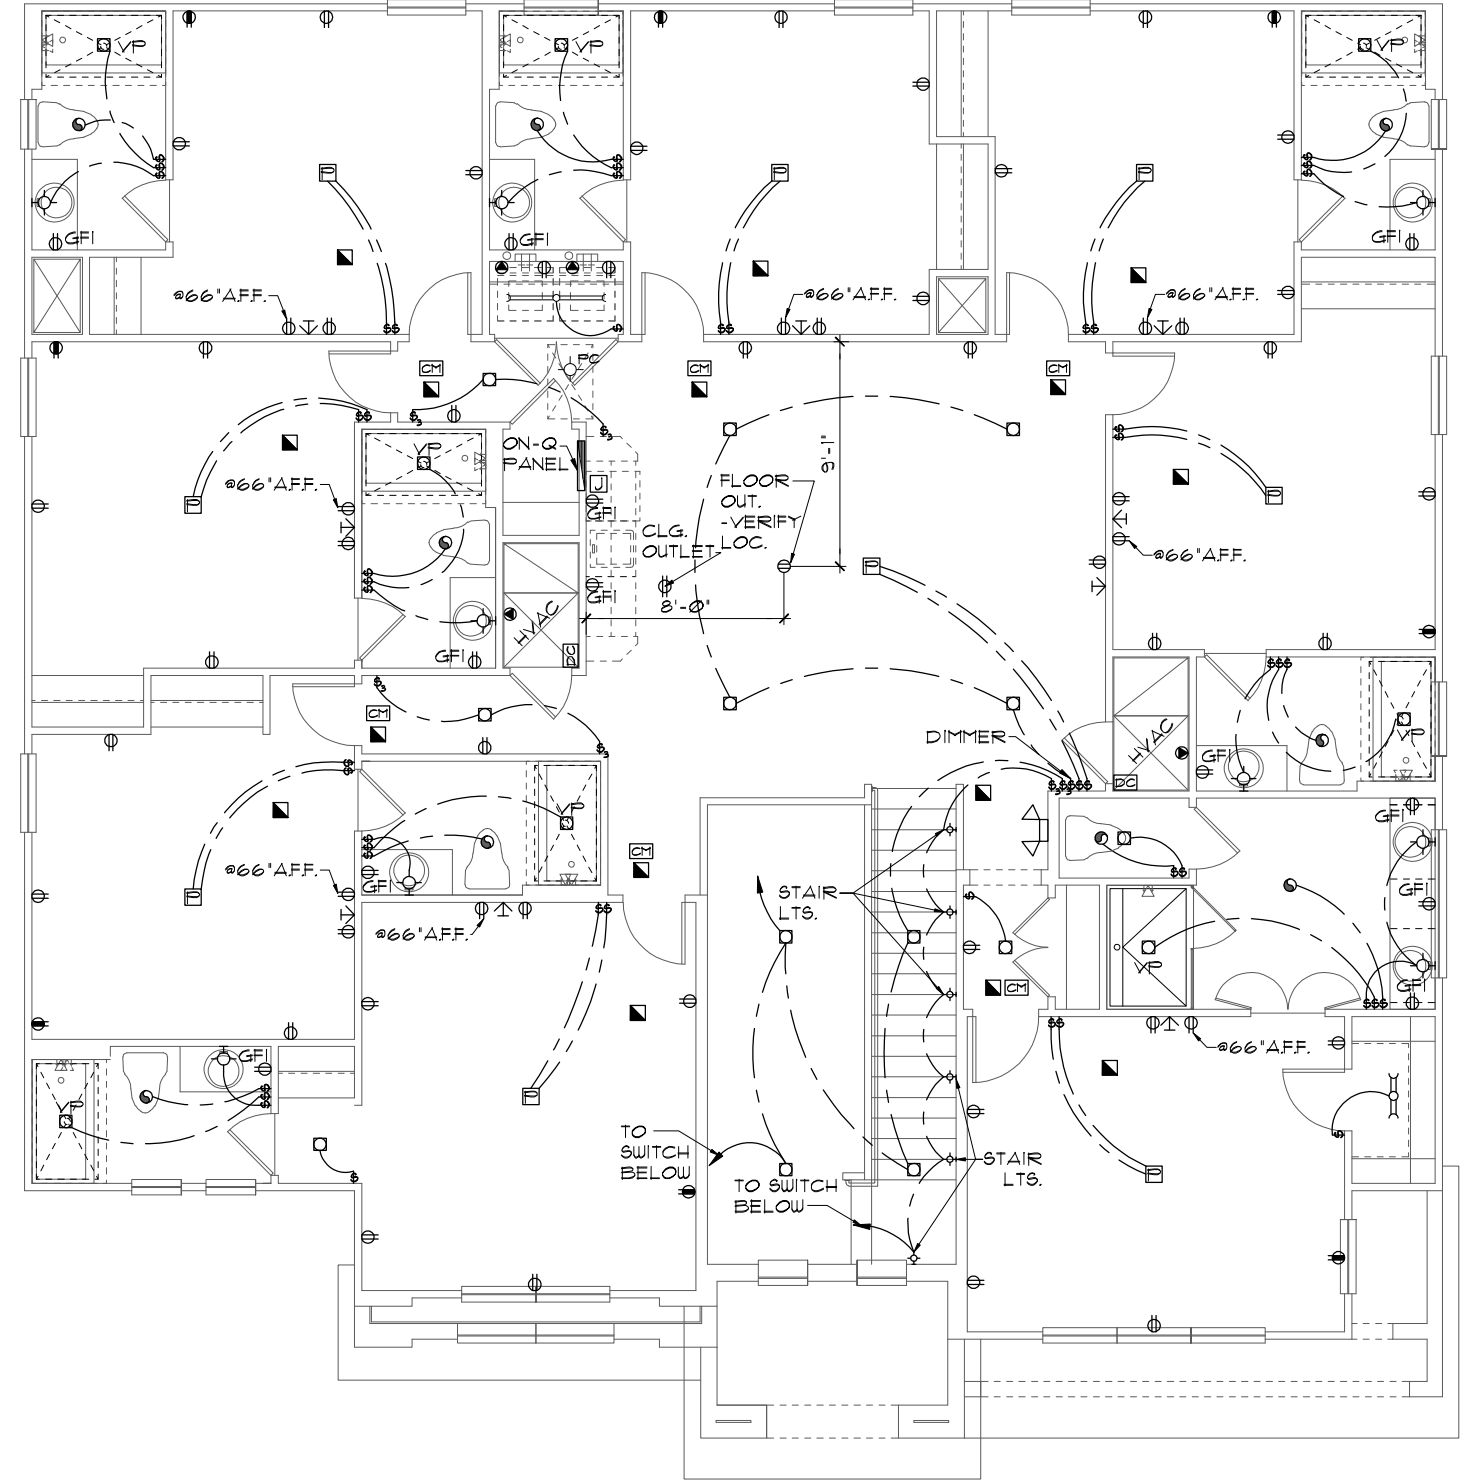 VP
VP
VP
GFI
GFI
GFI
@66"A.F.F.
@66"A.F.F.
@66"A.F.F.
PC
CM
CM
CM
VP
ON-Q
PANEL
J
GFI
@66"A.F.F.
FLOOR
OUT.
-VERIFY
LOC.
9'-1"
CLG.
OUTLET
@66"A.F.F.
GFI
8'-0"
HVAC
GFI
DC
CM
DIMMER
HVAC
GFI
VP
DC
VP
GFI
CM
@66"A.F.F.
GFI
STAIR
LTS.
GFI
@66"A.F.F.
VP
CM
GFI
@66"A.F.F.
GFI
VP
TO
SWITCH
BELOW
STAIR
LTS.
TO SWITCH
BELOW